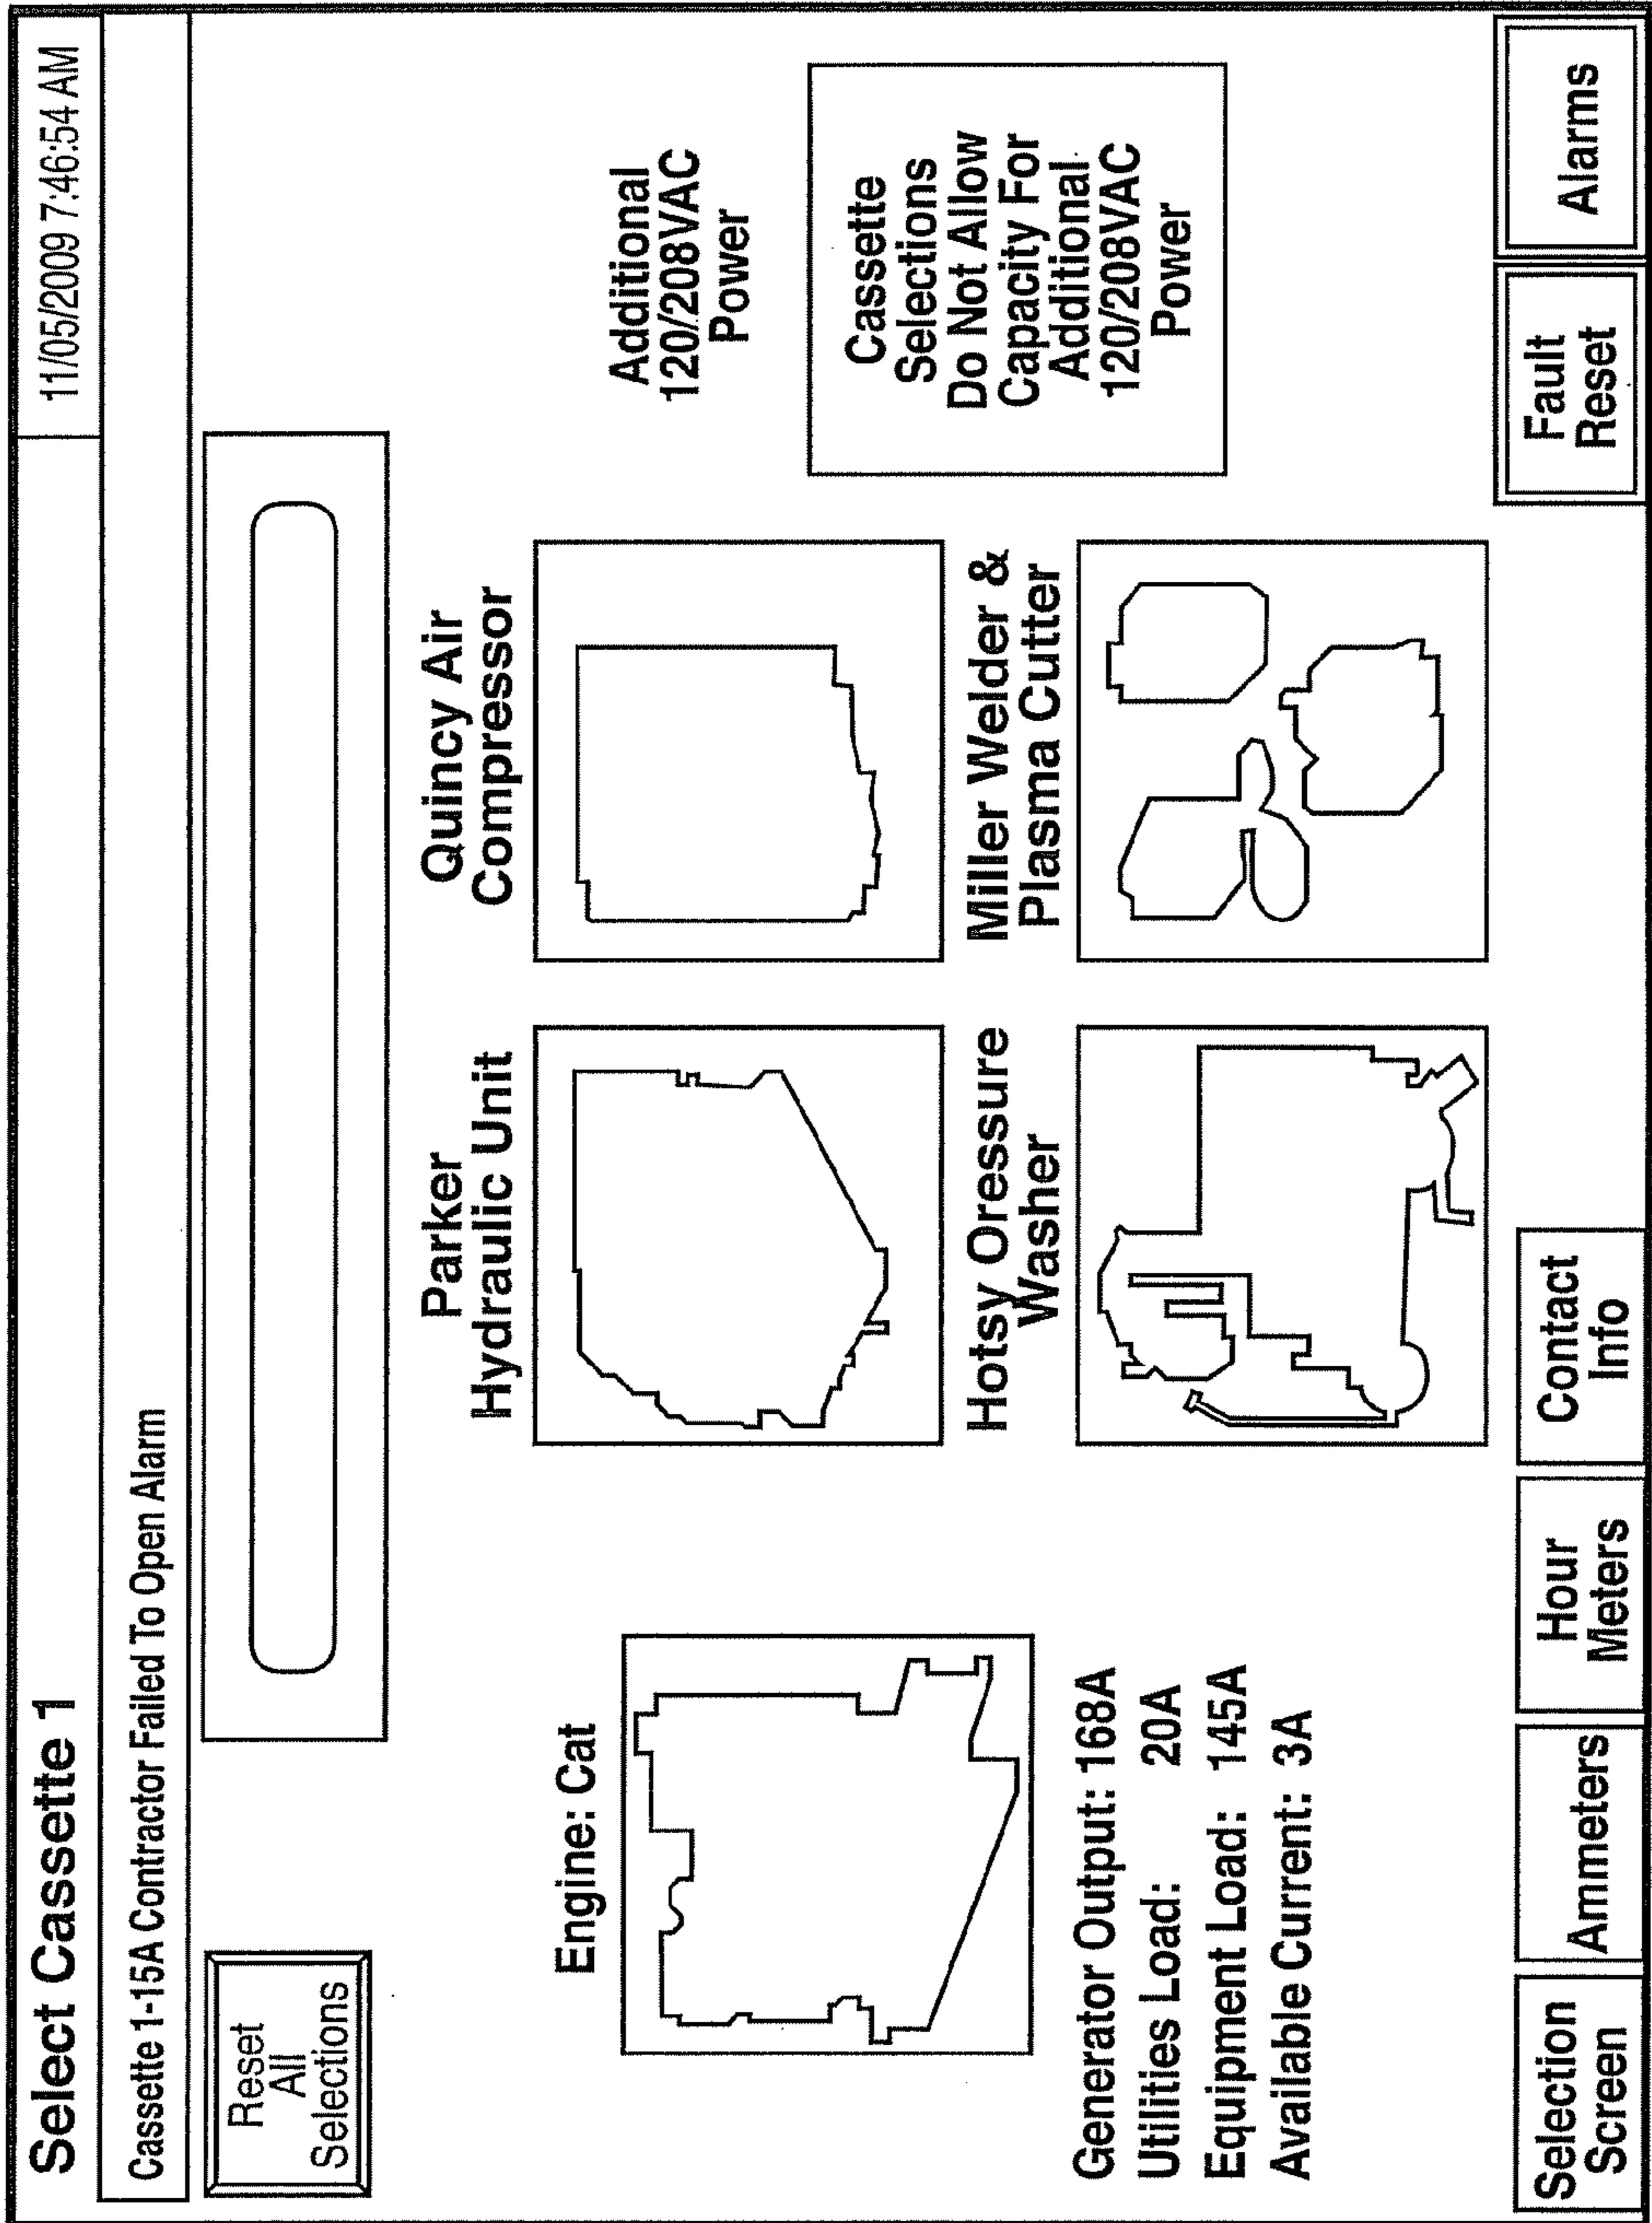 Select Cassette 1
11/05/2009 7:46:54 AM
Cassette 1-15A Contractor Failed To Open Alarm
Reset
All
Selections
Engine: Cat
Generator Output: 168A
Utilities Load: 20A
Equipment Load: 145A
Available Current: 3A
Parker
Hydraulic Unit
Quincy Air
Compressor
Hotsy Oressure
Washer
Miller Welder &
Plasma Cutter
Additional
120/208VAC
Power
Cassette
Selections
Do Not Allow
Capacity For
Additional
120/208VAC
Power
Selection
Screen
Ammeters
Hour
Meters
Contact
Info
Fault
Reset
Alarms